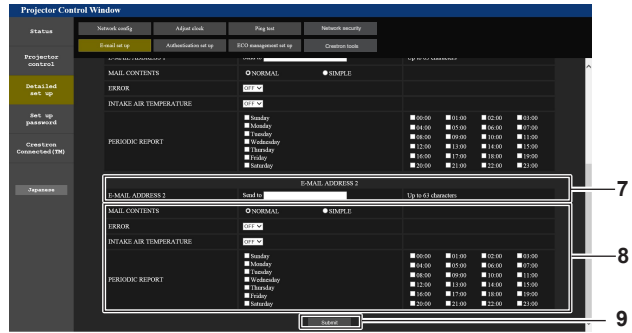 Projector Control Window
Status
Projector
control
Detailed
set up
Set up
password
Crestron
Connected(TM)
Japanese
Network config Adjust clock Ping test Network security
E-mail set up Authentication set up ECO management set up Crestron tools
E-MAIL ADDRESS 1 Send to Up to 63 characters
MAIL CONTENTS NORMAL SIMPLE
ERROR OFF
INTAKE AIR TEMPERATURE OFF
PERIODIC REPORT
Sunday 00:00 01:00 02:00 03:00
Monday 04:00 05:00 06:00 07:00
Tuesday 08:00 09:00 10:00 11:00
Wednesday 12:00 13:00 14:00 15:00
Thursday 16:00 17:00 18:00 19:00
Friday 20:00 21:00 22:00 23:00
Saturday
E-MAIL ADDRESS 2
E-MAIL ADDRESS 2 Send to Up to 63 characters
7
MAIL CONTENTS NORMAL SIMPLE
ERROR OFF
INTAKE AIR TEMPERATURE OFF
8
PERIODIC REPORT
Sunday 00:00 01:00 02:00 03:00
Monday 04:00 05:00 06:00 07:00
Tuesday 08:00 09:00 10:00 11:00
Wednesday 12:00 13:00 14:00 15:00
Thursday 16:00 17:00 18:00 19:00
Friday 20:00 21:00 22:00 23:00
Saturday
Submit
9